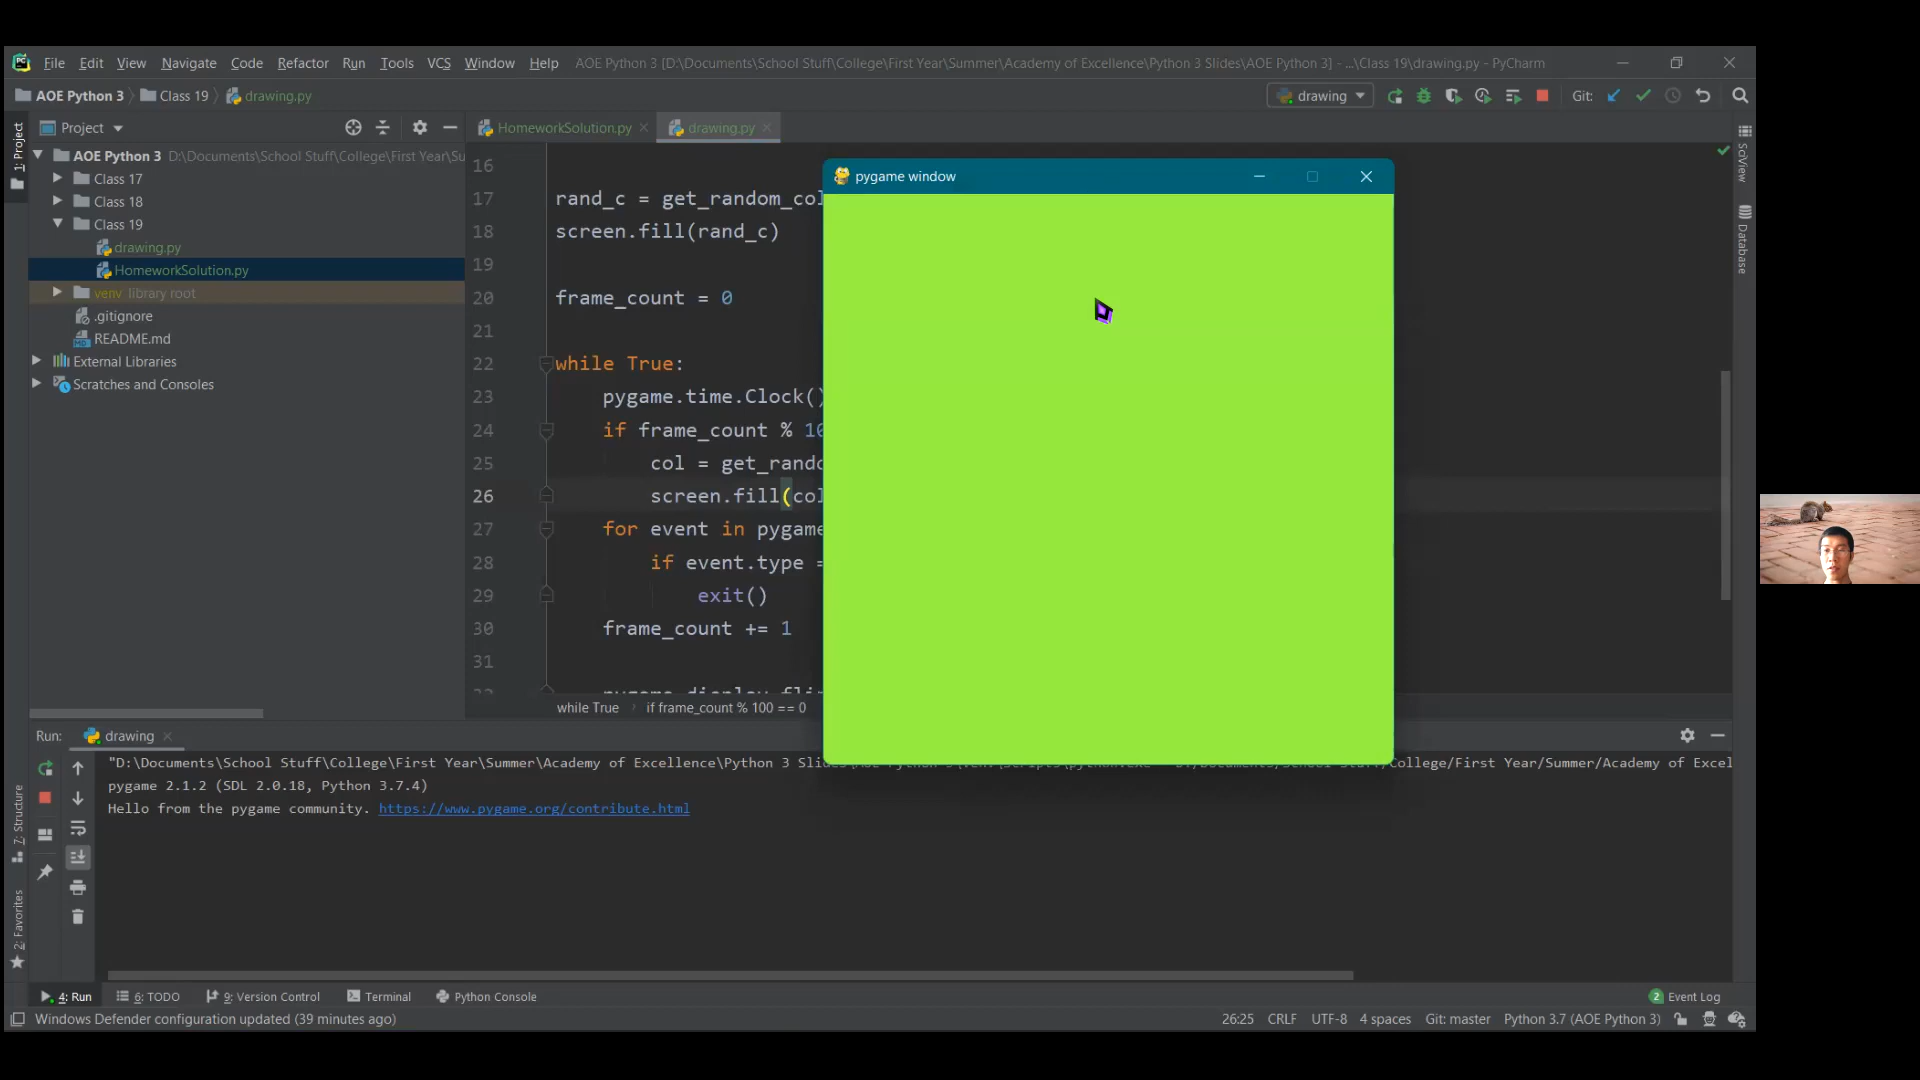 File Edit View Navigate Code Refactor Run Tools VCS Window Help AOE Python 3 [D:\Documents\School Stuff\College\First Year\Summer\Academy of Excellence\Python 3 Slides\AOE Python 3] - ...\Class 19\drawing.py - PyCharm
AOE Python 3 Class 19 drawing.py drawing Git:
Project HomeworkSolution.py drawing.py
1: Project
AOE Python 3 D:\Documents\School Stuff\College\First Year\Su
Class 17
Class 18
Class 19
drawing.py
HomeworkSolution.py
venv library root
.gitignore
README.md
External Libraries
Scratches and Consoles
16
17 rand_c = get_random_col
18 screen.fill(rand_c)
19
20 frame_count = 0
21
22 while True:
23 pygame.time.Clock()
24 if frame_count % 10
25 col = get_rando
26 screen.fill(col
27 for event in pygame
28 if event.type =
29 exit()
30 frame_count += 1
31
while True if frame_count % 100 == 0
pygame window
SciView
Database
Run: drawing
"D:\Documents\School Stuff\College\First Year\Summer\Academy of Excellence\Python 3 College/First Year/Summer/Academy of Excel
pygame 2.1.2 (SDL 2.0.18, Python 3.7.4)
Hello from the pygame community. https://www.pygame.org/contribute.html
7: Structure
2: Favorites
4: Run 6: TODO 9: Version Control Terminal Python Console 2 Event Log
Windows Defender configuration updated (39 minutes ago) 26:25 CRLF UTF-8 4 spaces Git: master Python 3.7 (AOE Python 3)